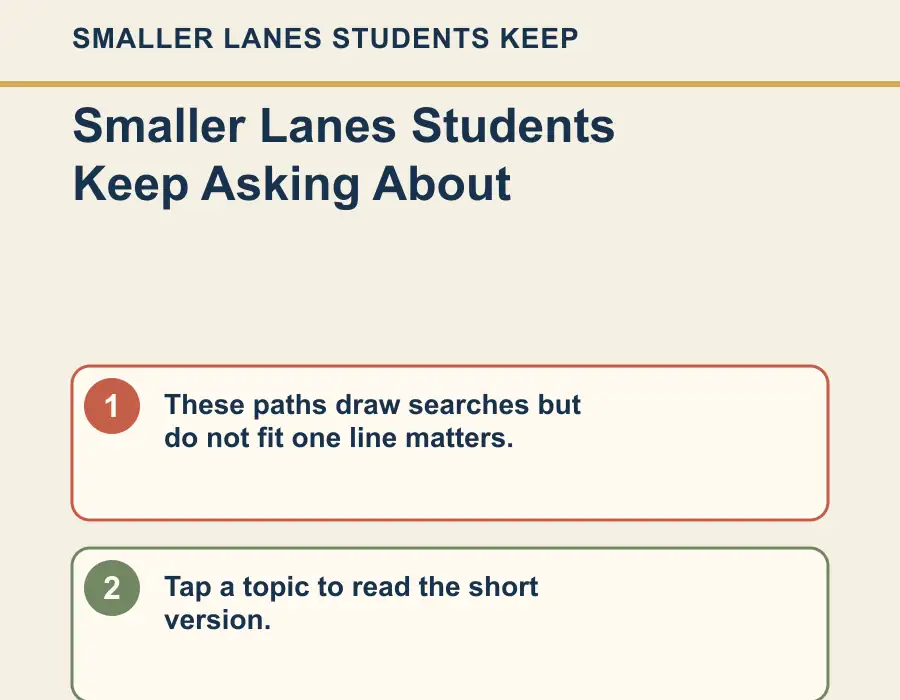 SMALLER LANES STUDENTS KEEP
Smaller Lanes Students
Keep Asking About
1
These paths draw searches but
do not fit one line matters.
2
Tap a topic to read the short
version.